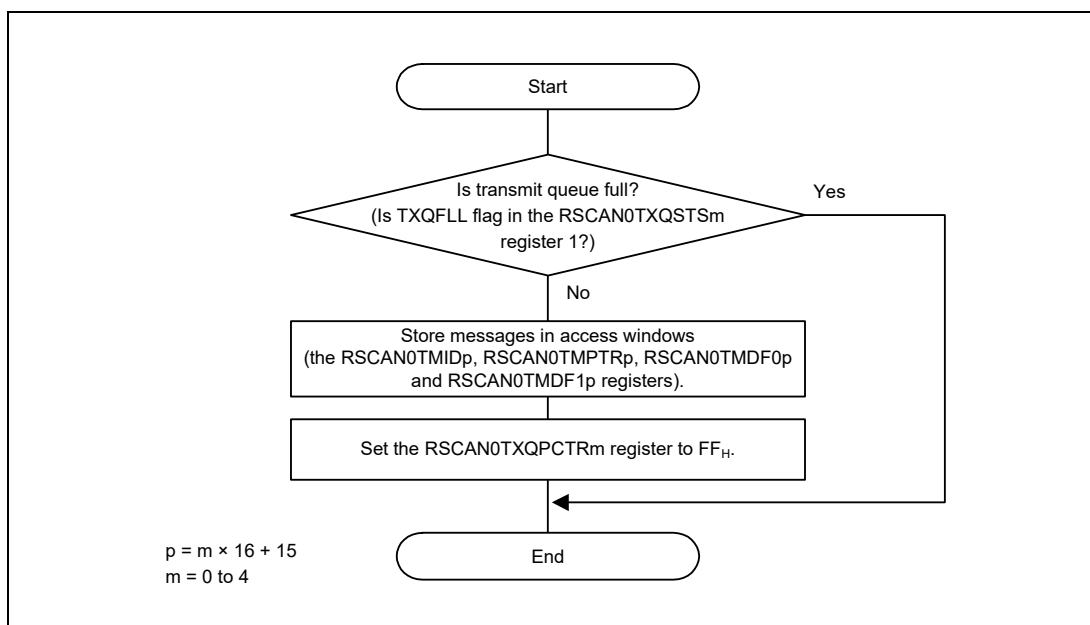 Start
Is transmit queue full?
(Is TXQFLL flag in the RSCAN0TXQSTSm
register 1?)
Yes
No
Store messages in access windows
(the RSCAN0TMIDp, RSCAN0TMPTRp, RSCAN0TMDF0p
and RSCAN0TMDF1p registers).
Set the RSCAN0TXQPCTRm register to FFH.
End
p = m × 16 + 15
m = 0 to 4